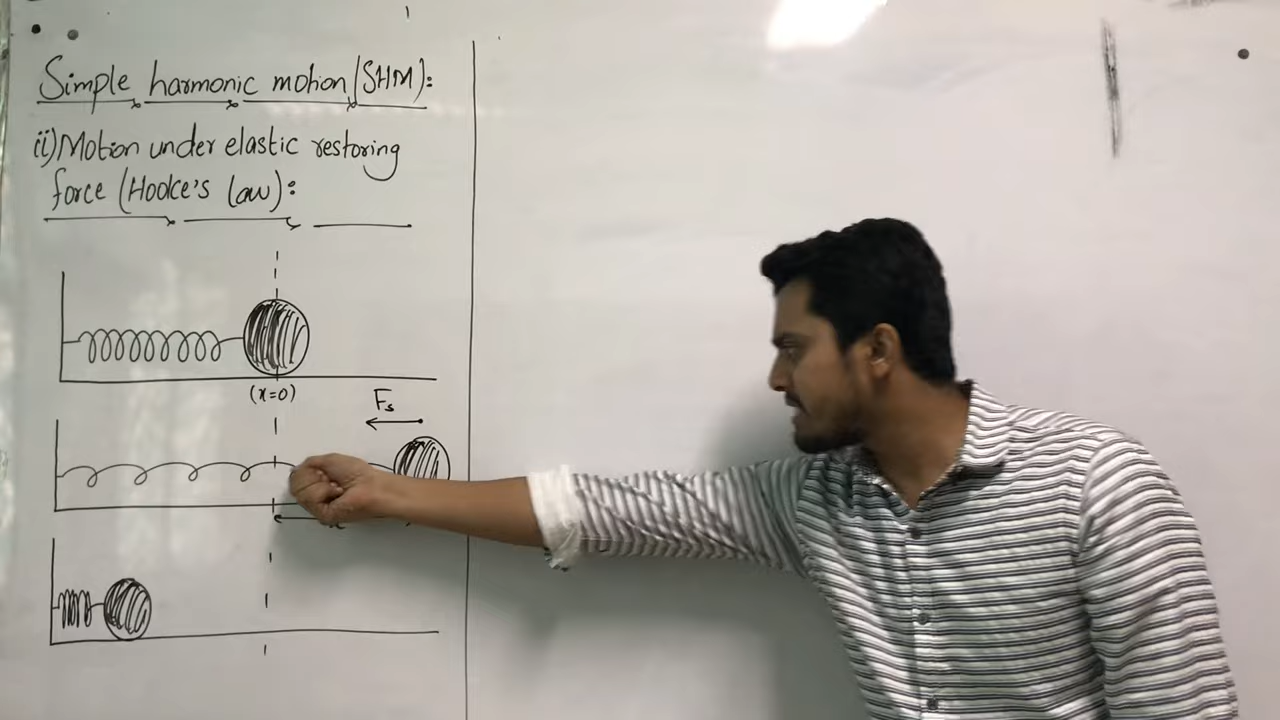 Simple harmonic motion (SHM):
ii) Motion under elastic restoring
force (Hooke's law):
(x=0)
Fs